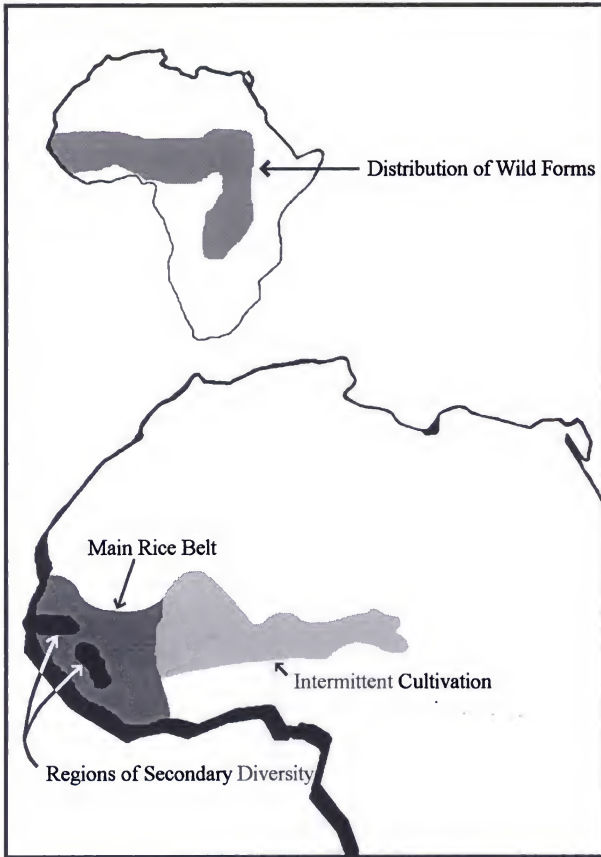 Distribution of Wild Forms
Main Rice Belt
Intermittent Cultivation
Regions of Secondary Diversity